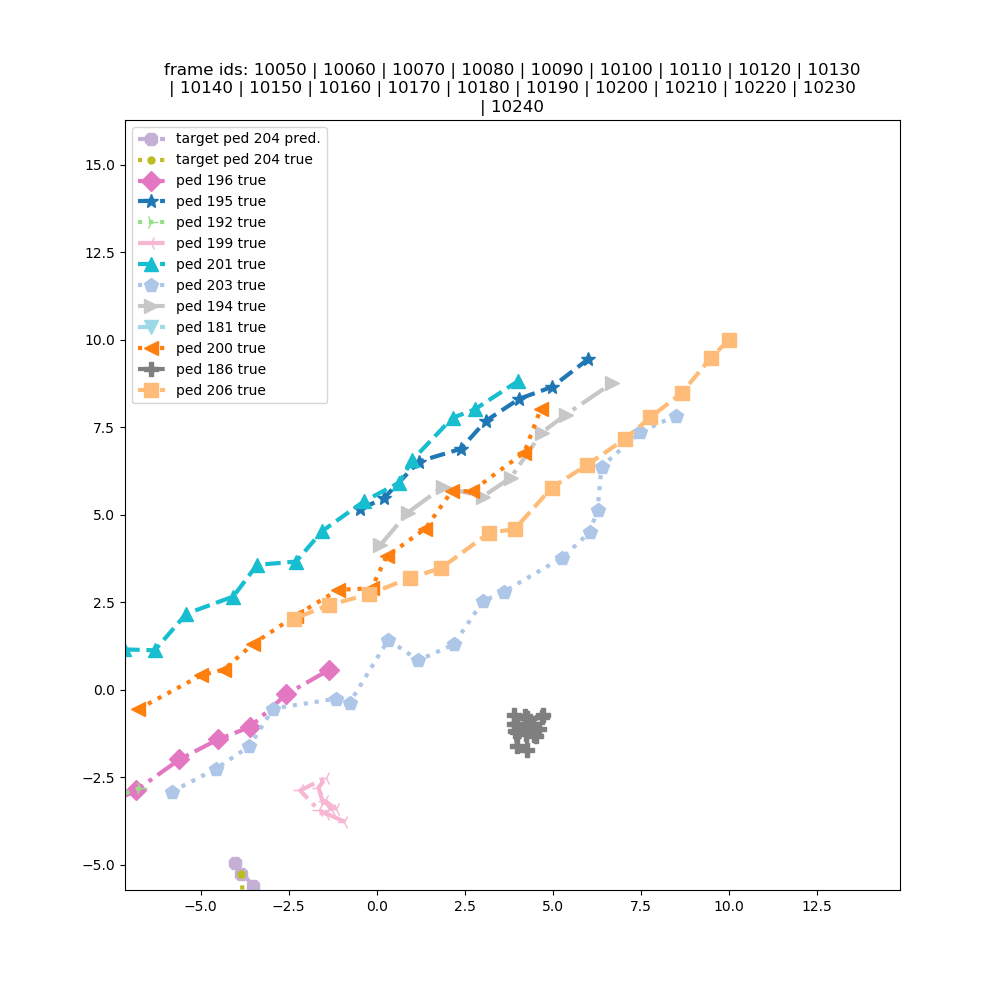 frame ids: 10050 | 10060 | 10070 | 10080 | 10090 | 10100 | 10110 | 10120 | 10130
| 10140 | 10150 | 10160 | 10170 | 10180 | 10190 | 10200 | 10210 | 10220 | 10230
| 10240
target ped 204 pred.
target ped 204 true
ped 196 true
ped 195 true
ped 192 true
ped 199 true
ped 201 true
ped 203 true
ped 194 true
ped 181 true
ped 200 true
ped 186 true
ped 206 true
15.0
12.5
10.0
7.5
5.0
2.5
0.0
−2.5
−5.0
−5.0 −2.5 0.0 2.5 5.0 7.5 10.0 12.5